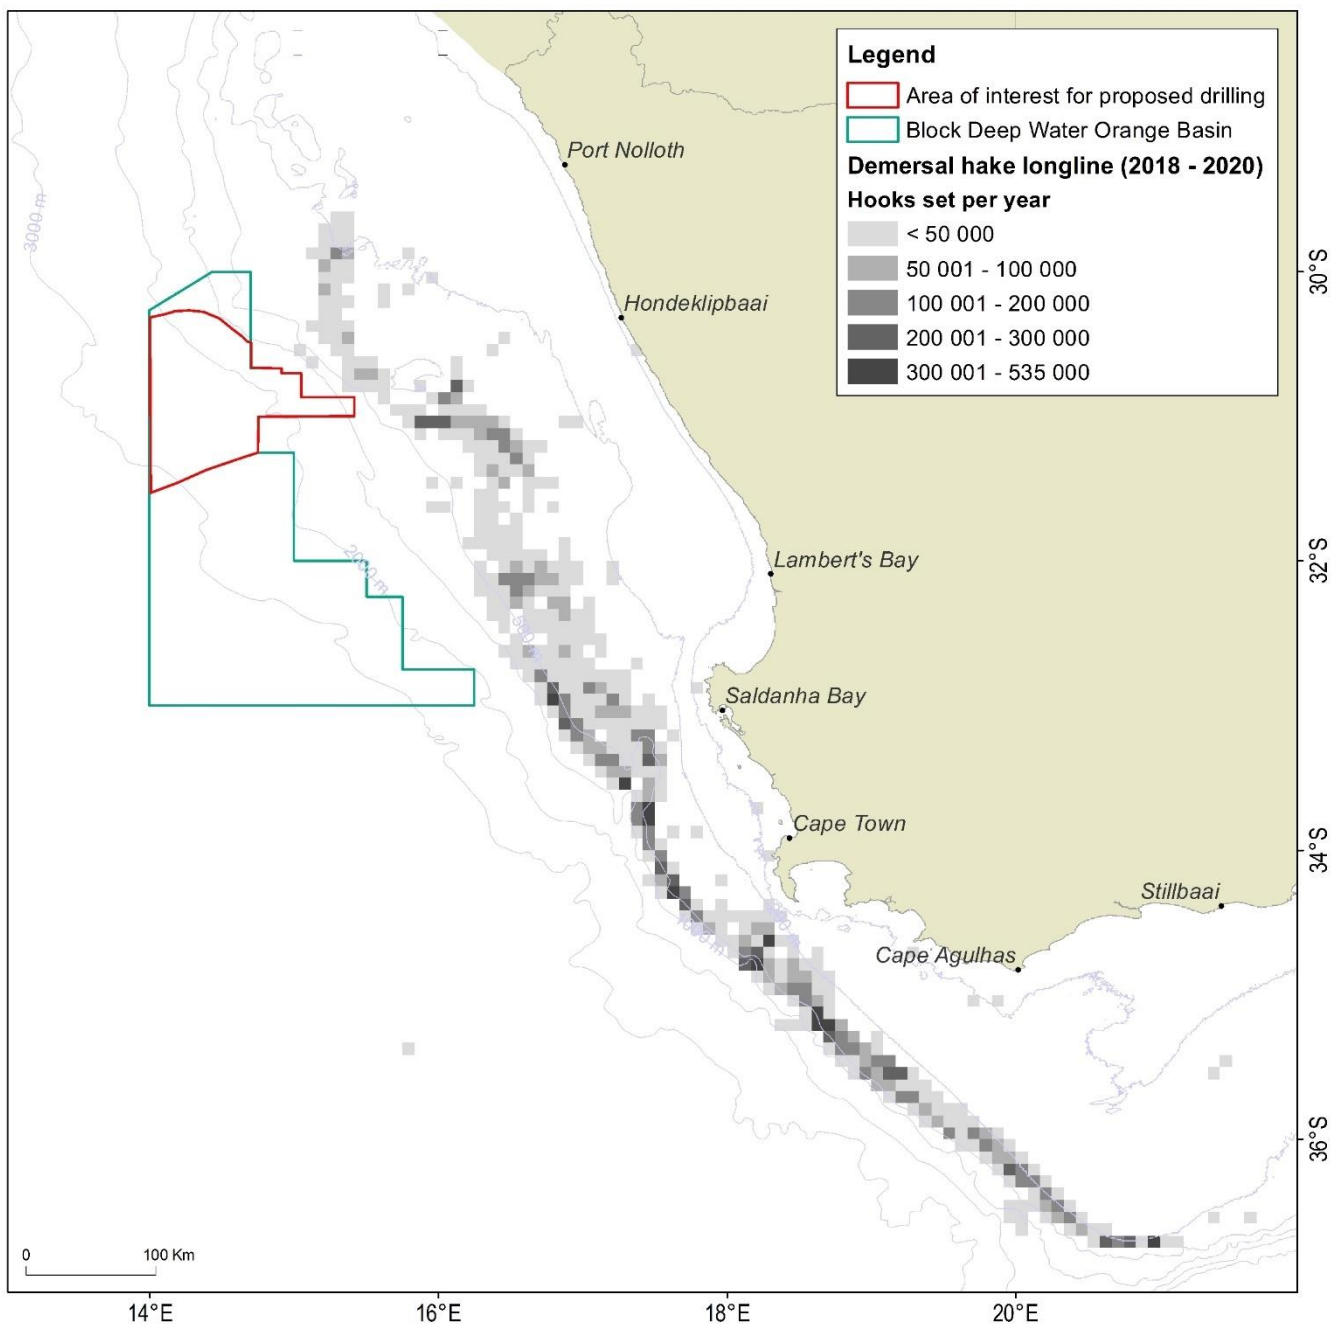 Legend
Area of interest for proposed drilling
Block Deep Water Orange Basin
Demersal hake longline (2018 - 2020)
Hooks set per year
< 50 000
50 001 - 100 000
100 001 - 200 000
200 001 - 300 000
300 001 - 535 000
Port Nolloth
3000 m
30°S
Hondeklipbaai
2000 m
Lambert's Bay
32°S
500 m
Saldanha Bay
Cape Town
34°S
Stillbaai
1000 m
Cape Agulhas
36°S
0 100 Km
14°E 16°E 18°E 20°E